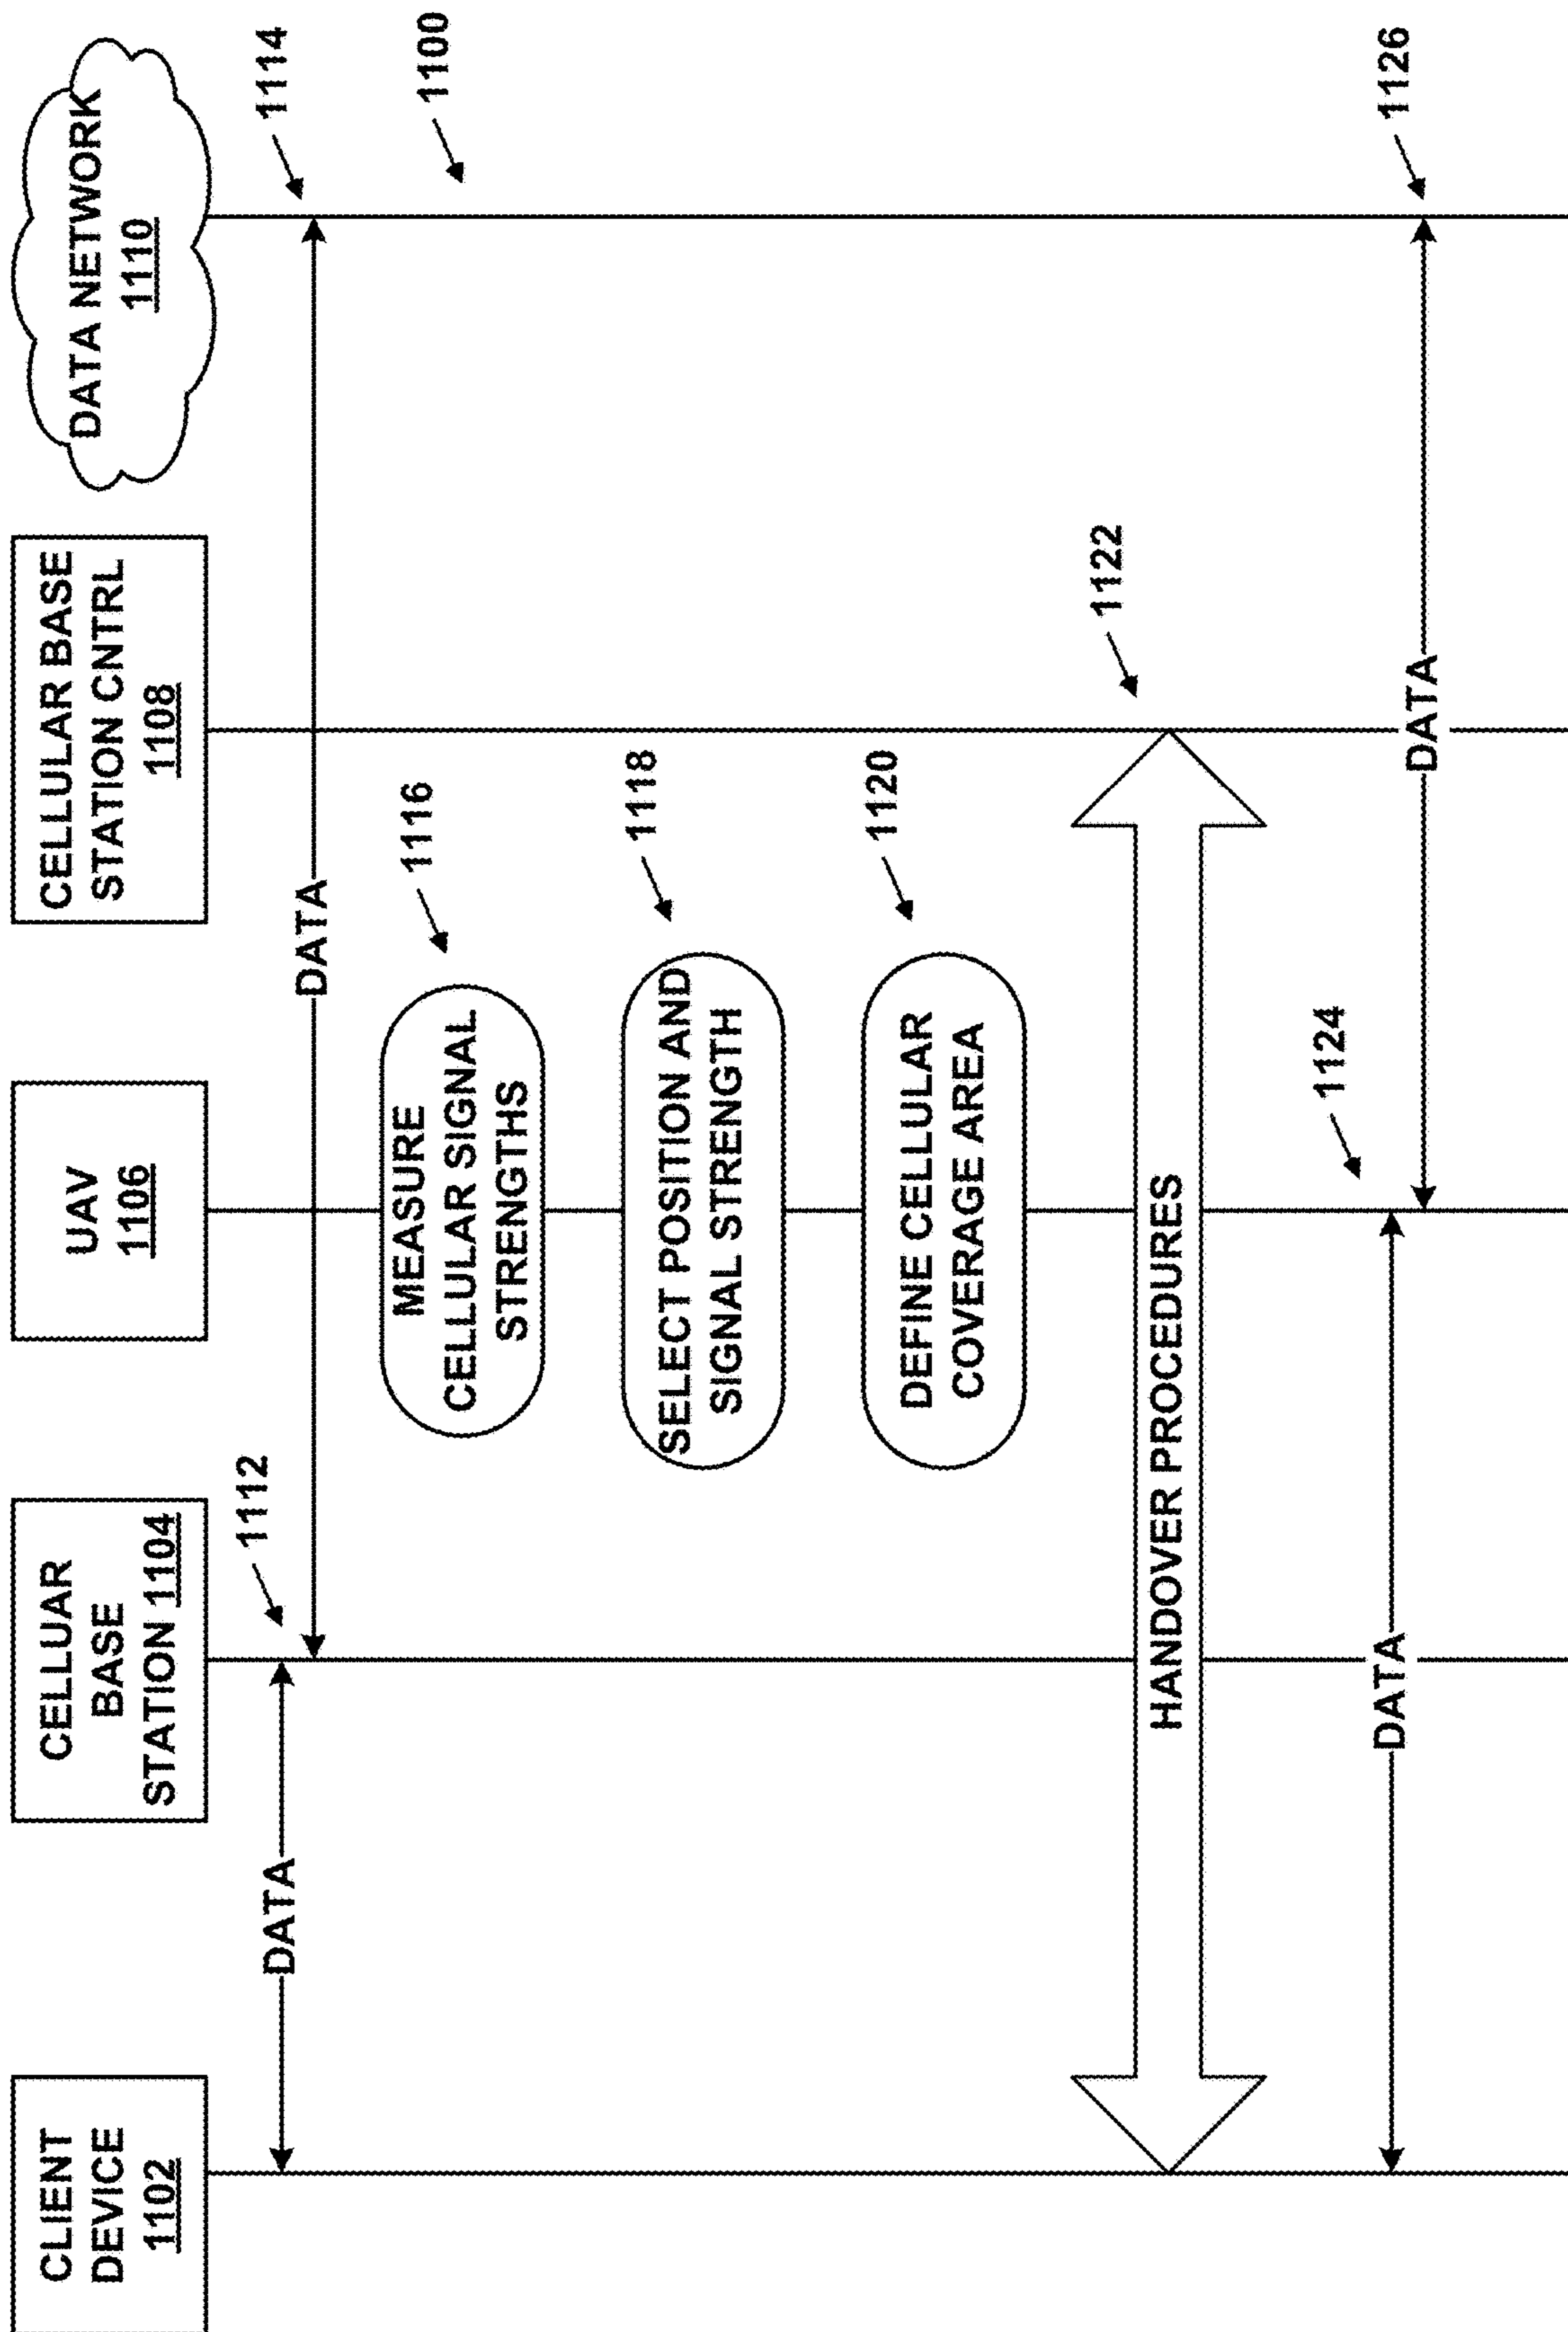 CLIENT
DEVICE
1102
CELLUAR
BASE
STATION 1104
UAV
1106
CELLULAR BASE
STATION CNTRL
1108
DATA NETWORK
1110
1112
DATA
1114
DATA
1100
1116
MEASURE
CELLULAR SIGNAL
STRENGTHS
1118
SELECT POSITION AND
SIGNAL STRENGTH
1120
DEFINE CELLULAR
COVERAGE AREA
1122
HANDOVER PROCEDURES
1124
DATA
1126
DATA